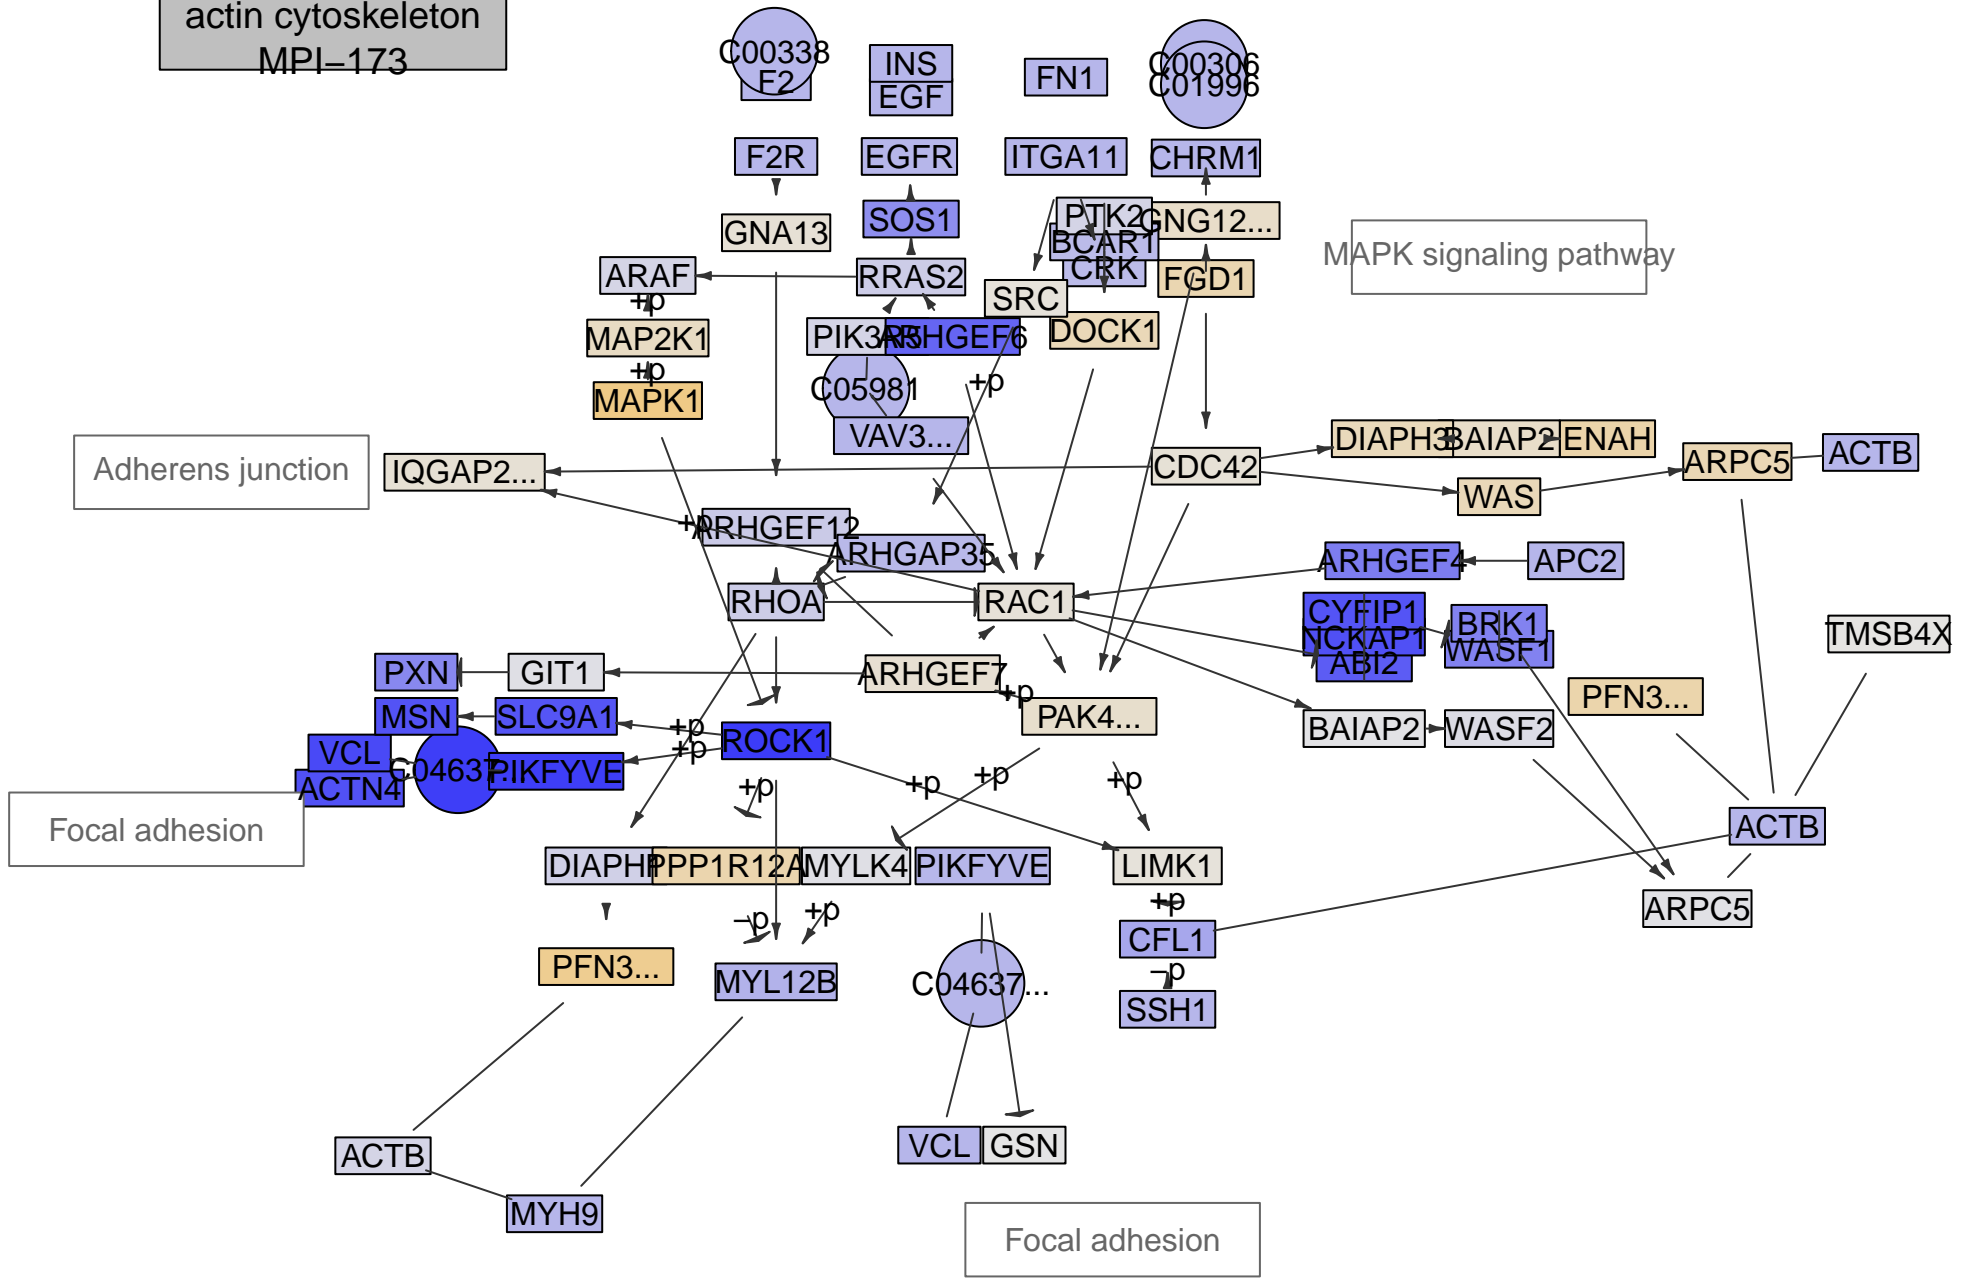 actin cytoskeleton
MPI−173
C00338
F2
INS
EGF
FN1
C00306
C01996
F2R
EGFR
ITGA11
CHRM1
GNA13
SOS1
PTK2
BCAR1
CRK
GNG12...
MAPK signaling pathway
ARAF
RRAS2
SRC
FGD1
+p
MAP2K1
PIK3R5
ARHGEF6
DOCK1
+p
MAPK1
C05981
+p
VAV3...
DIAPH3
BAIAP2
ENAH
ARPC5
ACTB
Adherens junction
IQGAP2...
CDC42
WAS
+p
ARHGEF12
ARHGAP35
ARHGEF4
APC2
RHOA
RAC1
CYFIP1
NCKAP1
ABI2
BRK1
WASF1
TMSB4X
PXN
GIT1
ARHGEF7
+p
PFN3...
MSN
SLC9A1
+p
PAK4...
BAIAP2
WASF2
VCL
ACTN4
C04637...
PIKFYVE
+p
ROCK1
+p
+p
+p
+p
Focal adhesion
ACTB
DIAPH
PPP1R12A
MYLK4
PIKFYVE
LIMK1
−p
+p
+p
ARPC5
CFL1
PFN3...
MYL12B
C04637...
−p
SSH1
ACTB
VCL
GSN
MYH9
Focal adhesion